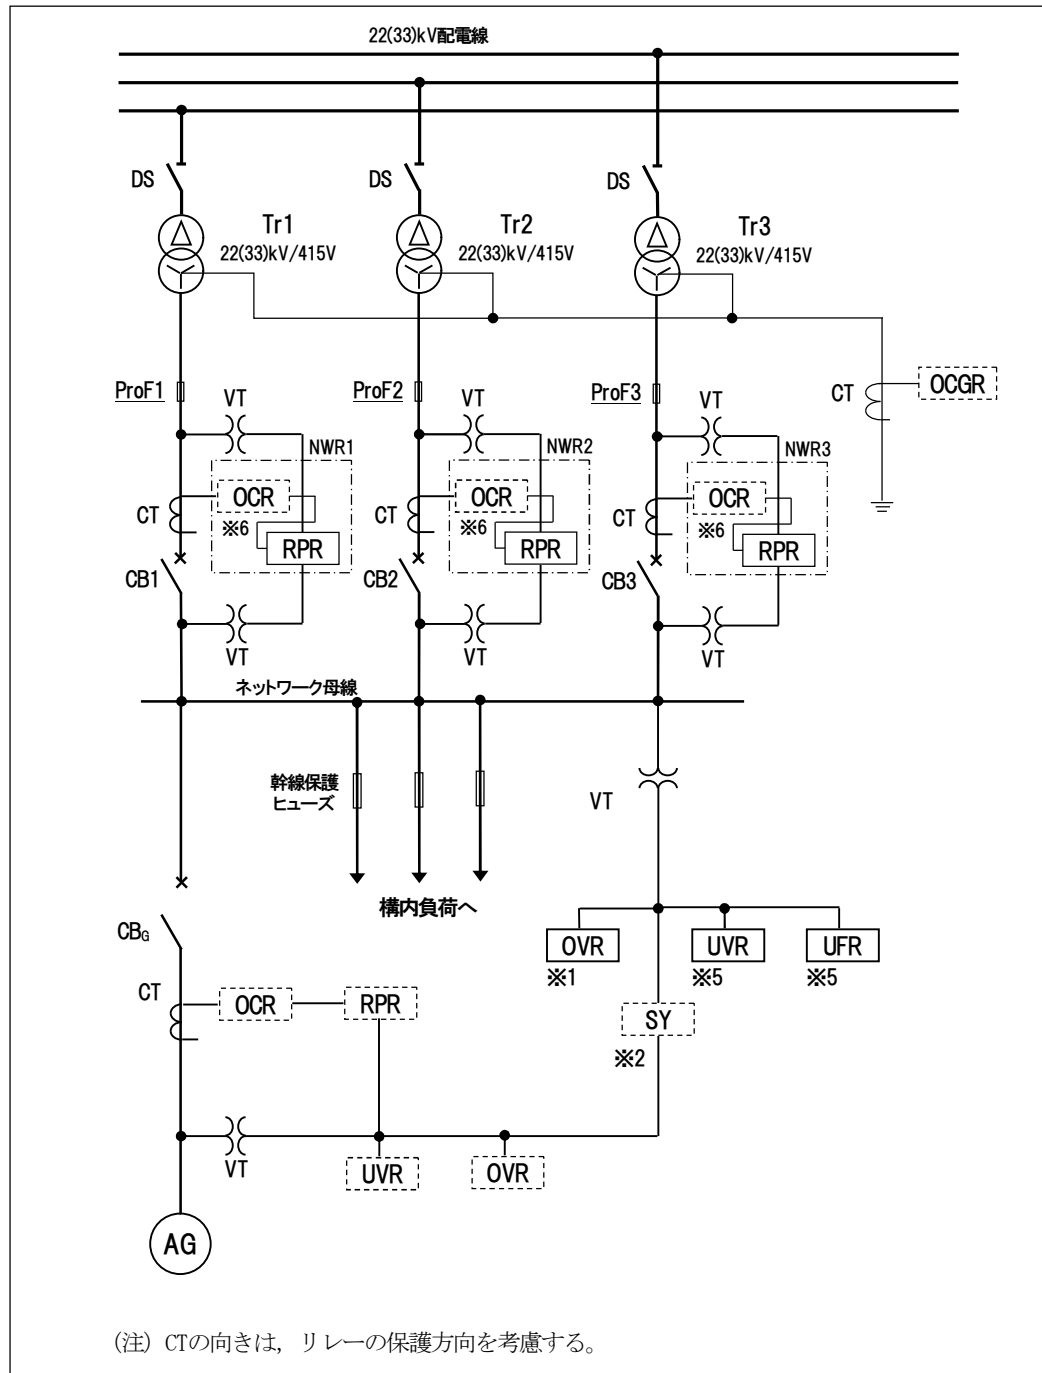 22(33)kV配電線
DS
DS
DS
Tr1
22(33)kV/415V
Tr2
22(33)kV/415V
Tr3
22(33)kV/415V
ProF1
ProF2
ProF3
CT
OCGR
VT
VT
VT
NWR1
NWR2
NWR3
OCR
OCR
OCR
CT
※6
CT
※6
CT
※6
RPR
RPR
RPR
CB1
CB2
CB3
VT
VT
VT
ネットワーク母線
幹線保護
ヒューズ
VT
構内負荷へ
CBG
OVR
UVR
UFR
※1
※5
※5
CT
OCR
RPR
SY
※2
VT
UVR
OVR
AG
(注) CTの向きは，リレーの保護方向を考慮する。